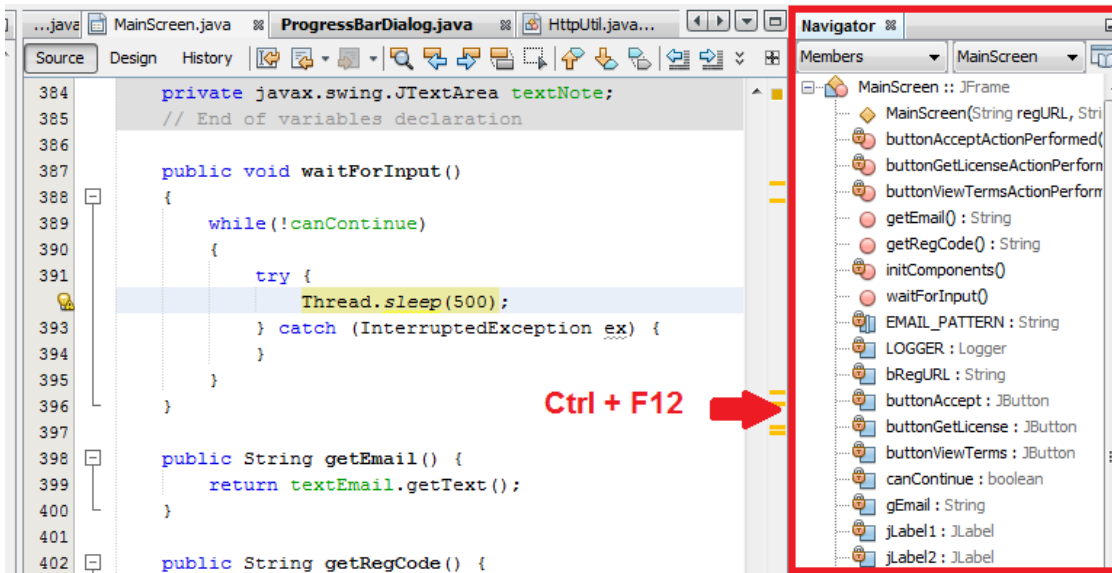 ...java MainScreen.java ProgressBarDialog.java HttpUtil.java...
Source Design History
384 private javax.swing.JTextArea textNote;
385 // End of variables declaration
386
387 public void waitForInput()
388 {
389 while(!canContinue)
390 {
391 try {
Thread.sleep(500);
393 } catch (InterruptedException ex) {
394 }
395 }
396 }
397
398 public String getEmail() {
399 return textEmail.getText();
400 }
401
402 public String getRegCode() {
Ctrl + F12
Navigator
Members MainScreen
MainScreen :: JFrame
MainScreen(String regURL, Stri
buttonAcceptActionPerformed(
buttonGetLicenseActionPerform
buttonViewTermsActionPerform
getEmail() : String
getRegCode() : String
initComponents()
waitForInput()
EMAIL_PATTERN : String
LOGGER : Logger
bRegURL : String
buttonAccept : JButton
buttonGetLicense : JButton
buttonViewTerms : JButton
canContinue : boolean
gEmail : String
jLabel1 : JLabel
jLabel2 : JLabel